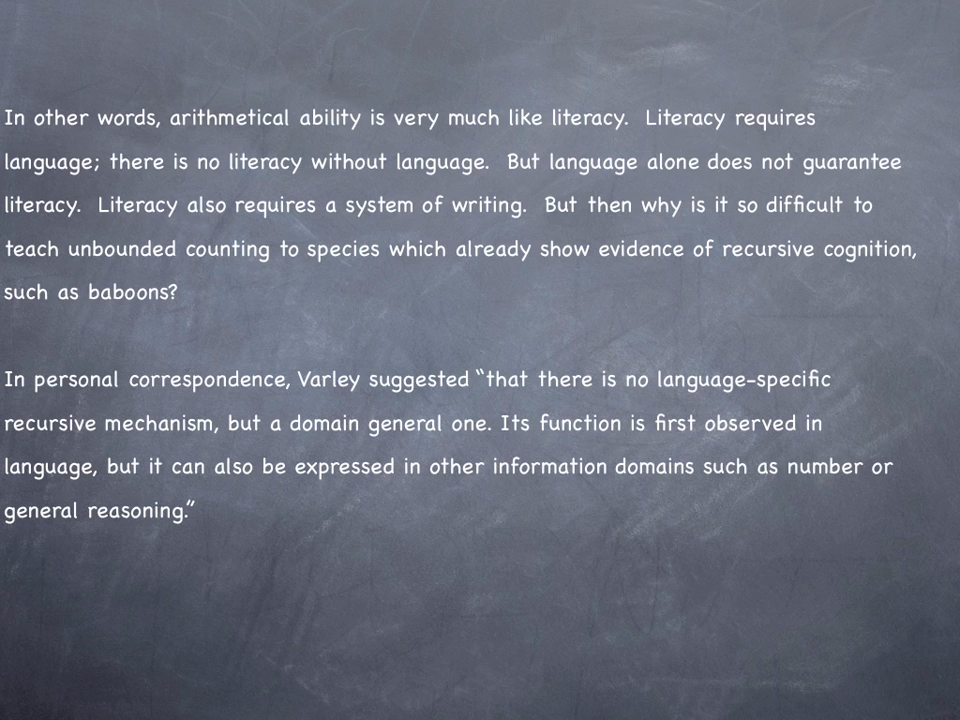 In other words, arithmetical ability is very much like literacy.  Literacy requires
language; there is no literacy without language.  But language alone does not guarantee
literacy.  Literacy also requires a system of writing.  But then why is it so difficult to
teach unbounded counting to species which already show evidence of recursive cognition,
such as baboons?
In personal correspondence, Varley suggested “that there is no language-specific
recursive mechanism, but a domain general one. Its function is first observed in
language, but it can also be expressed in other information domains such as number or
general reasoning.”